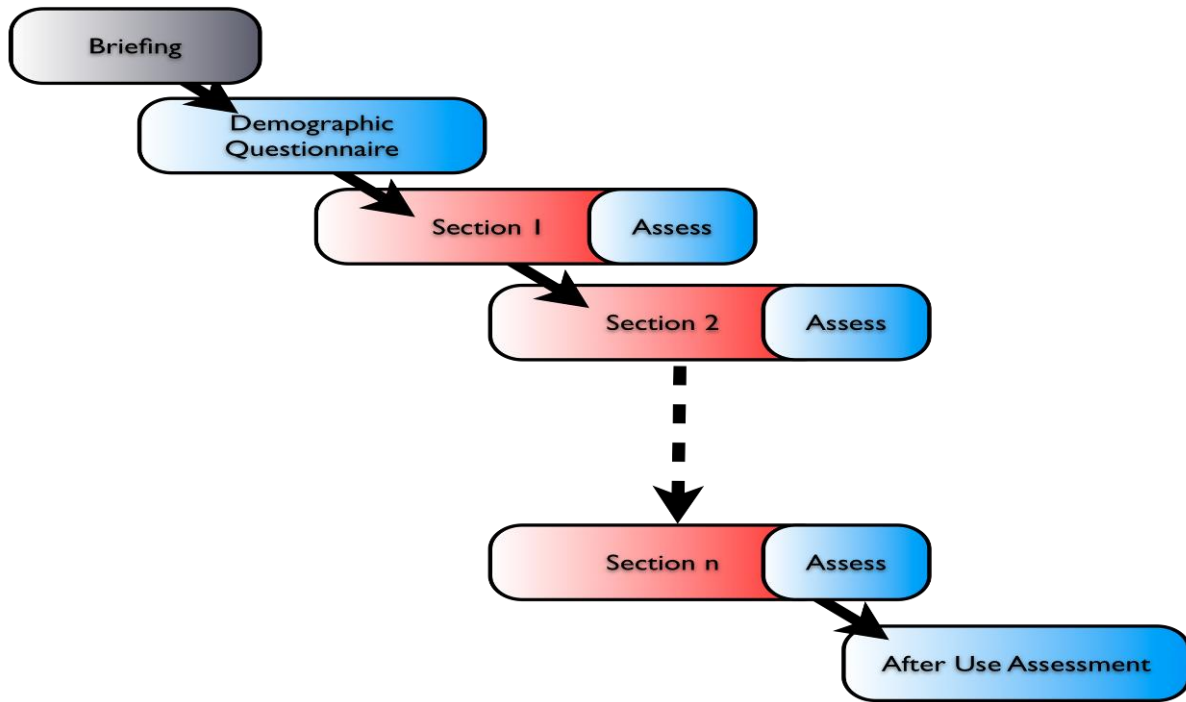 Briefing
Demographic
Questionnaire
Section 1
Assess
Section 2
Assess
Section n
Assess
After Use Assessment